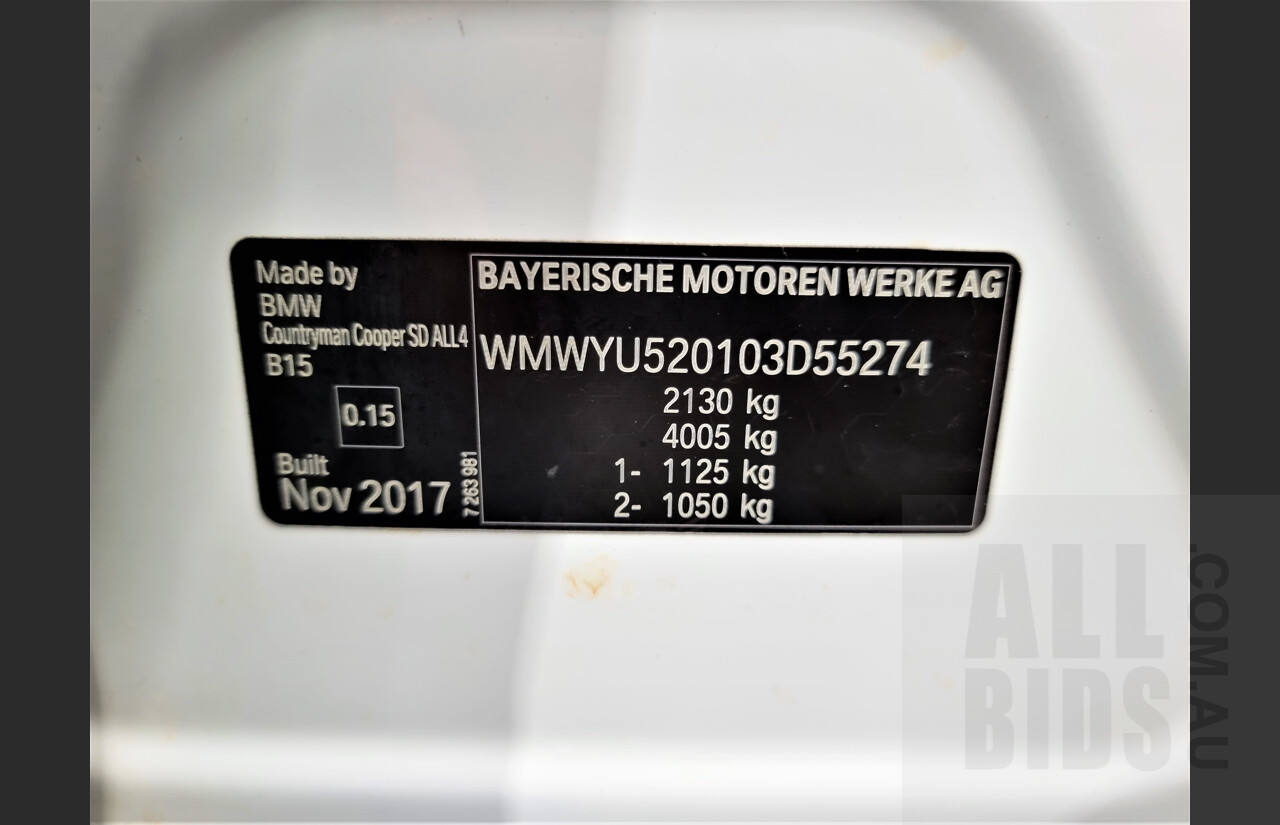 Made by
BMW
Countryman Cooper SD ALL4
B15
0.15
Built
Nov 2017
7 263 981
BAYERISCHE MOTOREN WERKE AG
WMWYU520103D55274
2130 kg
4005 kg
1- 1125 kg
2- 1050 kg
ALL
BIDS
.COM.AU